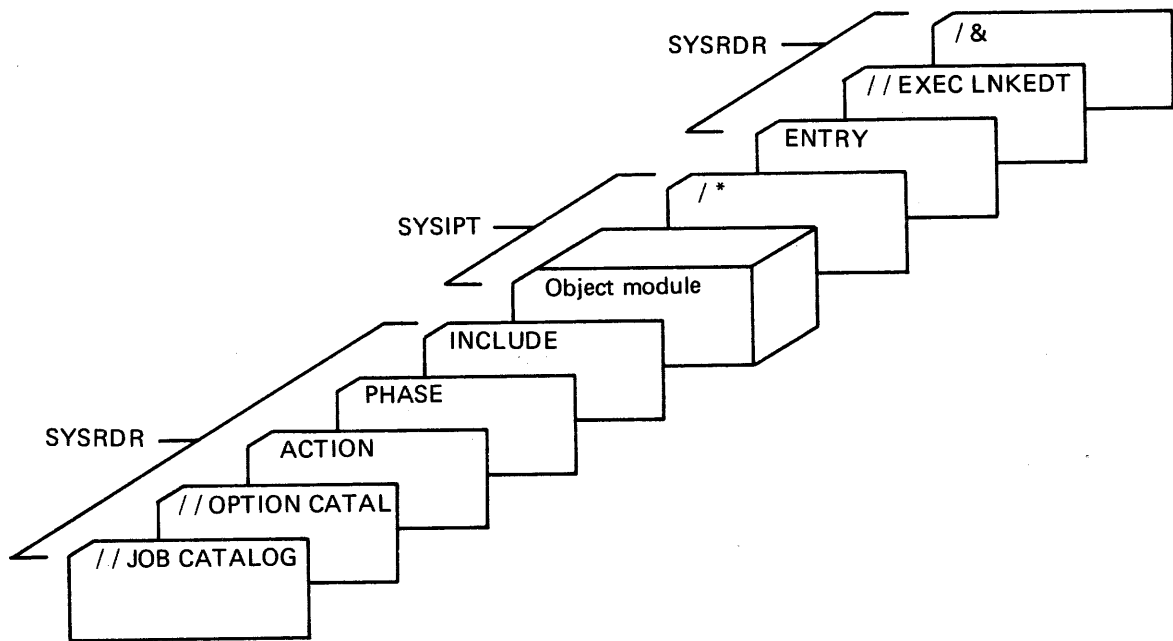 SYSRDR
/ &
/ / EXEC LNKEDT
ENTRY
SYSIPT
/ *
Object module
INCLUDE
PHASE
SYSRDR
ACTION
/ / OPTION CATAL
/ / JOB CATALOG